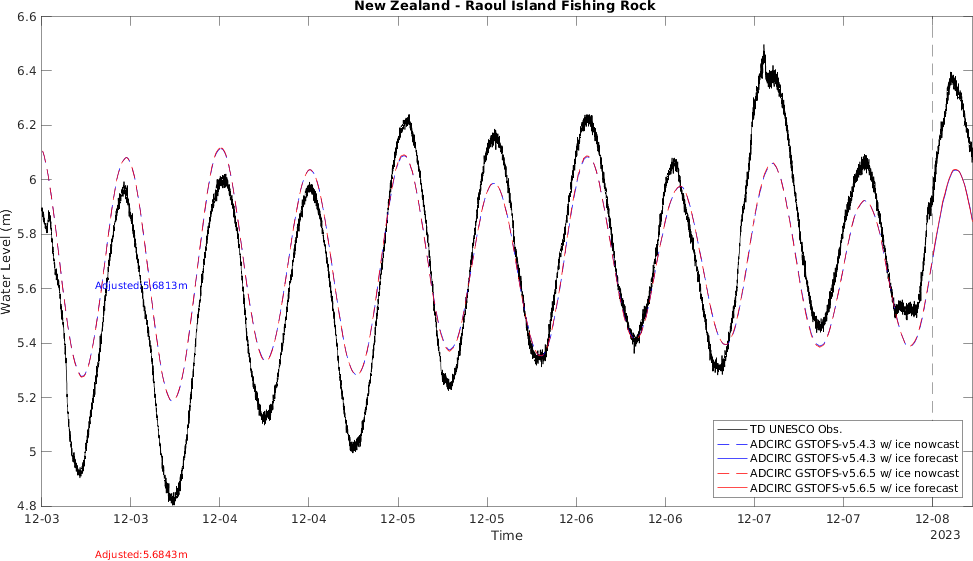 New Zealand - Raoul Island Fishing Rock
6.6
6.4
6.2
6
5.8
5.6
5.4
5.2
5
4.8
Water Level (m)
Adjusted:5.6813m
TD UNESCO Obs.
ADCIRC GSTOFS-v5.4.3 w/ ice nowcast
ADCIRC GSTOFS-v5.4.3 w/ ice forecast
ADCIRC GSTOFS-v5.6.5 w/ ice nowcast
ADCIRC GSTOFS-v5.6.5 w/ ice forecast
12-03 12-03 12-04 12-04 12-05 12-05 12-06 12-06 12-07 12-07 12-08
2023
Time
Adjusted:5.6843m